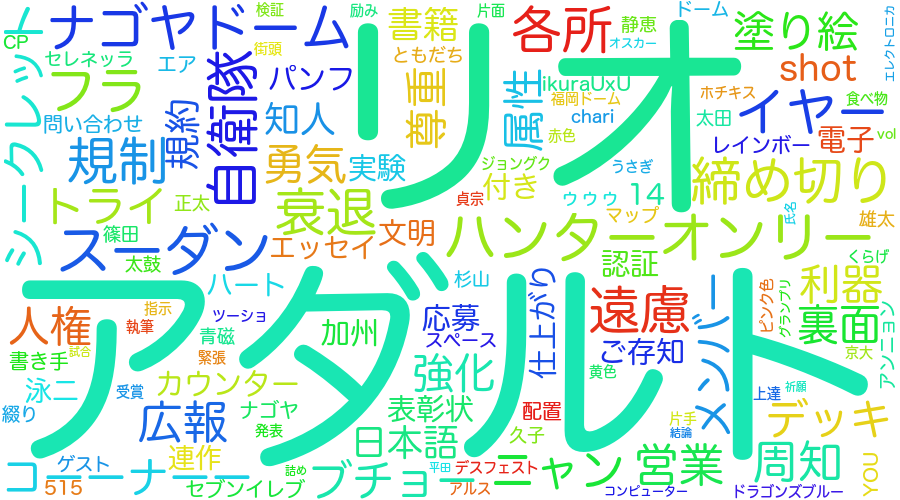 CP
ナゴヤドーム
検証
励み
片面
書籍
各所
ドーム
静恵
オスカー
塗り絵
エレクトロニカ
セレネッラ
エア
街頭
ともだち
shot
フラ
パンフ
ikuraUxU
シークレット
自衛隊
尊重
属性
福岡ドーム
ホチキス
イヤー
食べ物
問い合わせ
規約
知人
chari
太田
vol
赤色
レインボー
電子
規制
勇気
実験
ジョングク
うさぎ
締め切り
リオ
トライ
正太
衰退
貞宗
付き
ゥゥゥ
14
マップ
氏名
雄太
篠田
スーダン
エッセイ
文明
ハンターオンリー
太鼓
くらげ
ハート
杉山
認証
利器
ピンク色
グランプリ
アダルト
人権
指示
執筆
ツーショ
加州
応募
仕上がり
遠慮
メンバー
裏面
アンニョン
書き手
試合
青磁
緊張
スペース
ご存知
京大
泳二
受賞
カウンター
強化
黄色
上達
祈願
綴り
広報
ナゴヤ
発表
表彰状
配置
片手
結論
デッキ
コーナー
ゲスト
連作
日本語
久子
営業
周知
515
セブンイレブ
詰め
ブチョーニャン
平田
デスフェスト
アルス
コンピューター
ドラゴンズブルー
YOU